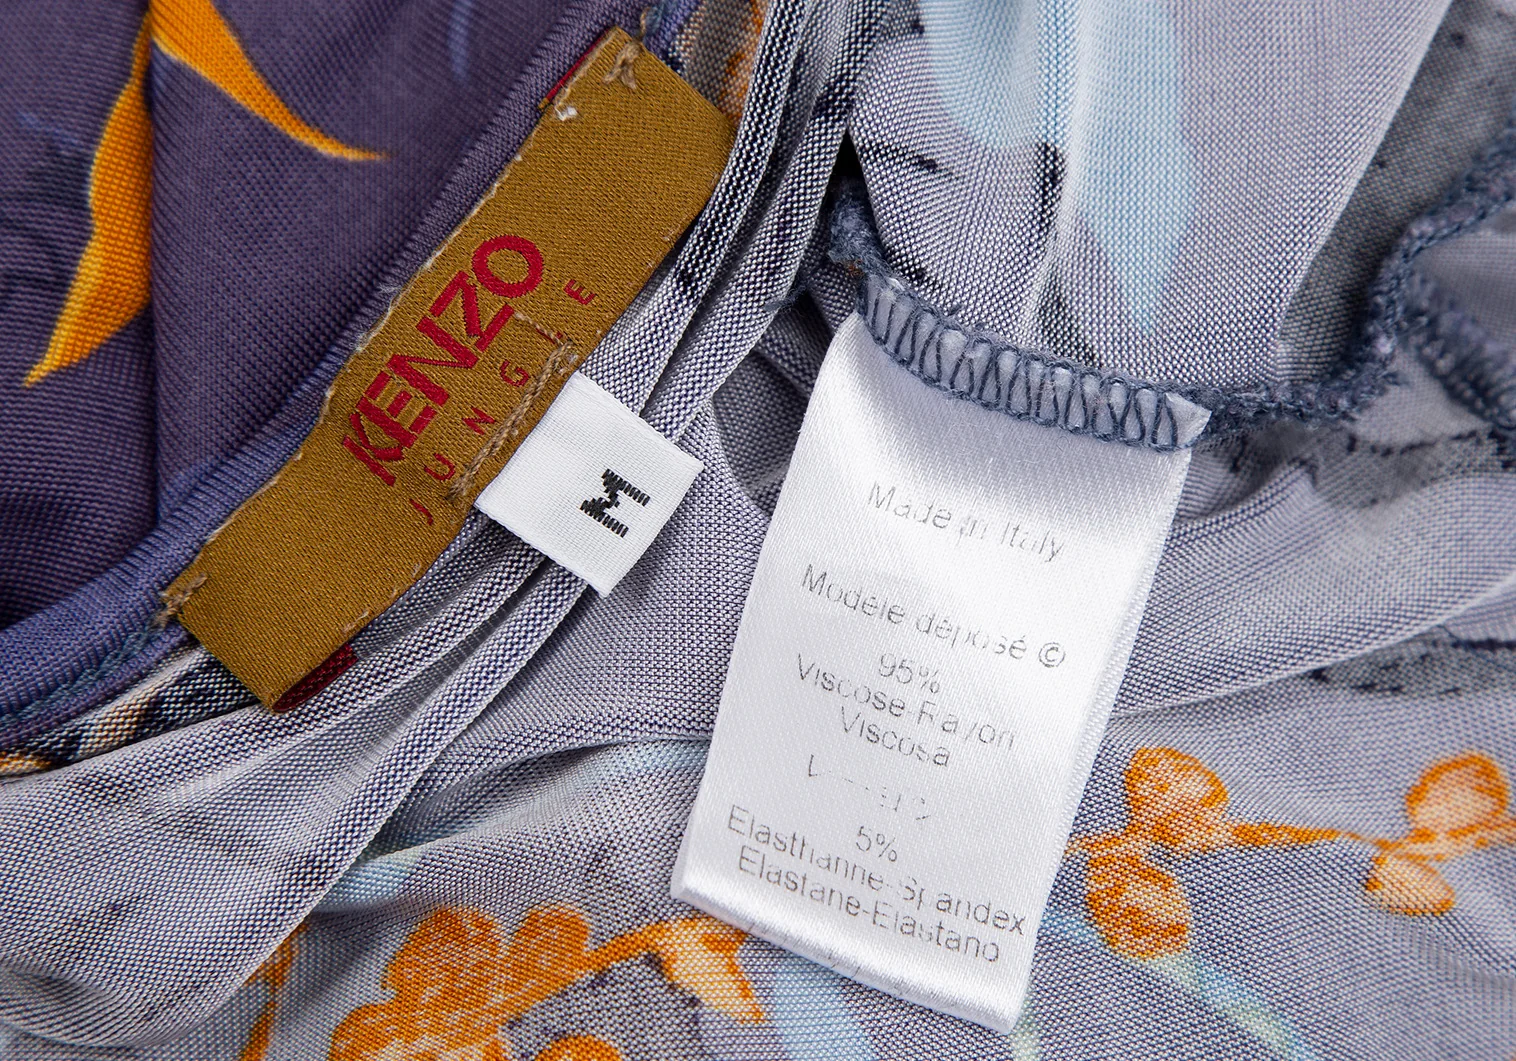 KENZO
JUNGLE
M
Made in Italy
Modèle déposé ©
95%
Viscose-Rayon
Viscosa
5%
Elasthanne-Spandex
Elastane-Elastano